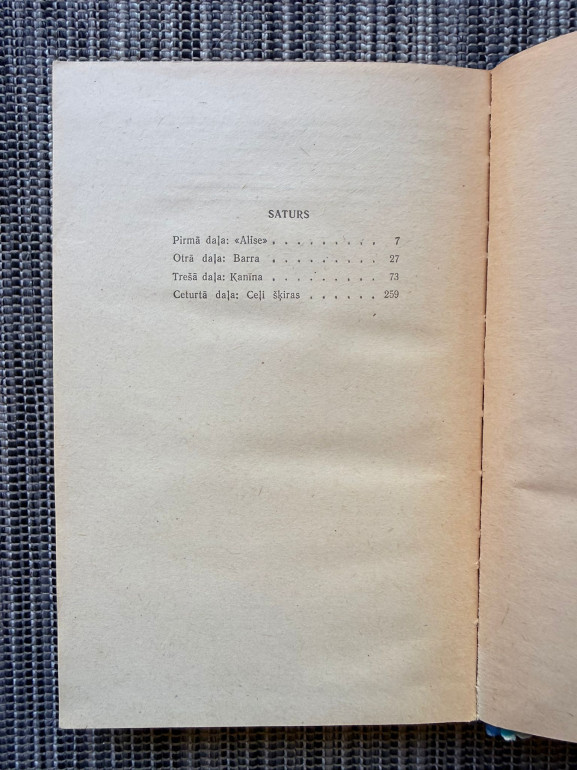 SATURS
Pirmā daļa: «Alise» . . . . . . . . . 7
Otrā daļa: Barra . . . . . . . . . 27
Trešā daļa: Kanīna . . . . . . . . . 73
Ceturtā daļa: Ceļi šķiras . . . . . . 259